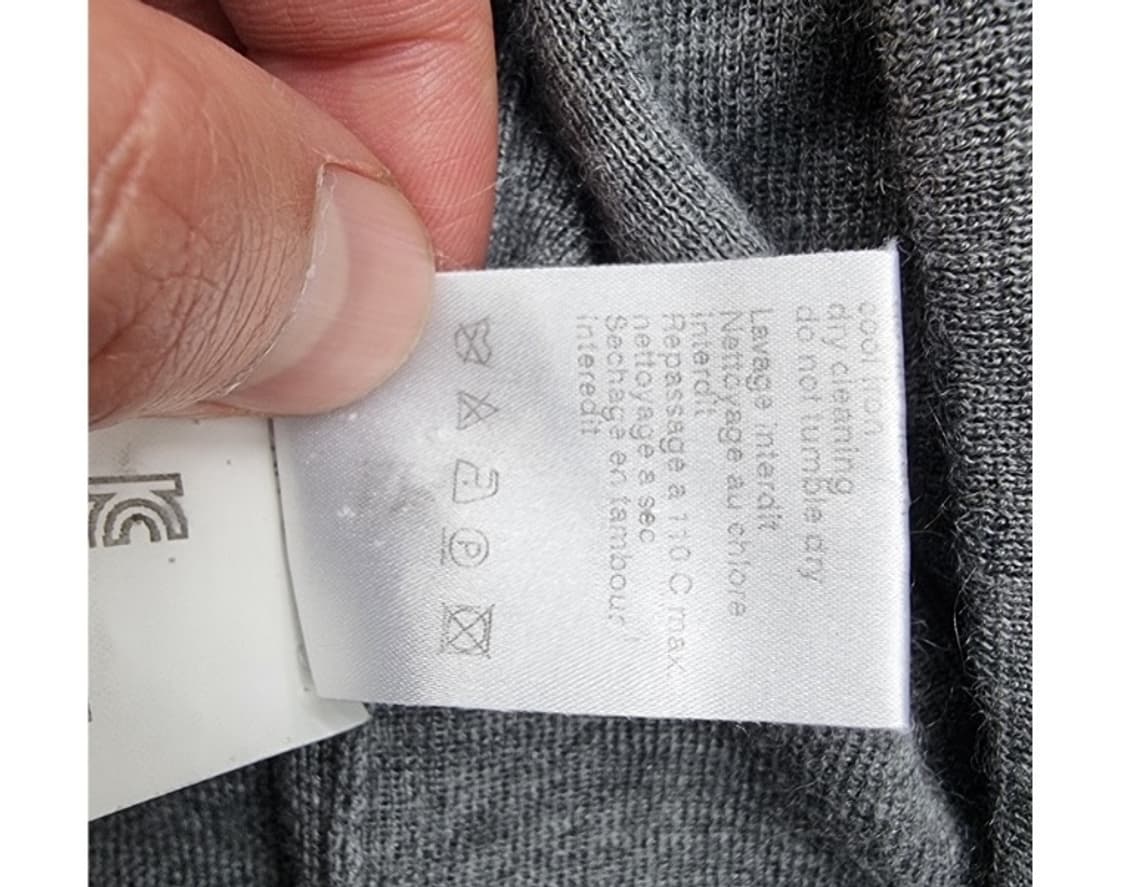 cool iron
dry cleaning
do not tumble dry
Lavage interdit
Nettoyage au chlore
interdit
Repassage a 110 C max.
nettoyage a sec
Sechage en tambour
interedit
P